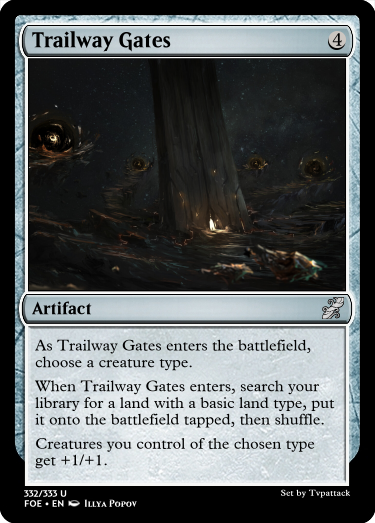 Trailway Gates 4
Artifact
As Trailway Gates enters the battlefield,
choose a creature type.
When Trailway Gates enters, search your
library for a land with a basic land type, put
it onto the battlefield tapped, then shuffle.
Creatures you control of the chosen type
get +1/+1.
332/333 U
FOE • EN Illya Popov
Set by Tvpattack